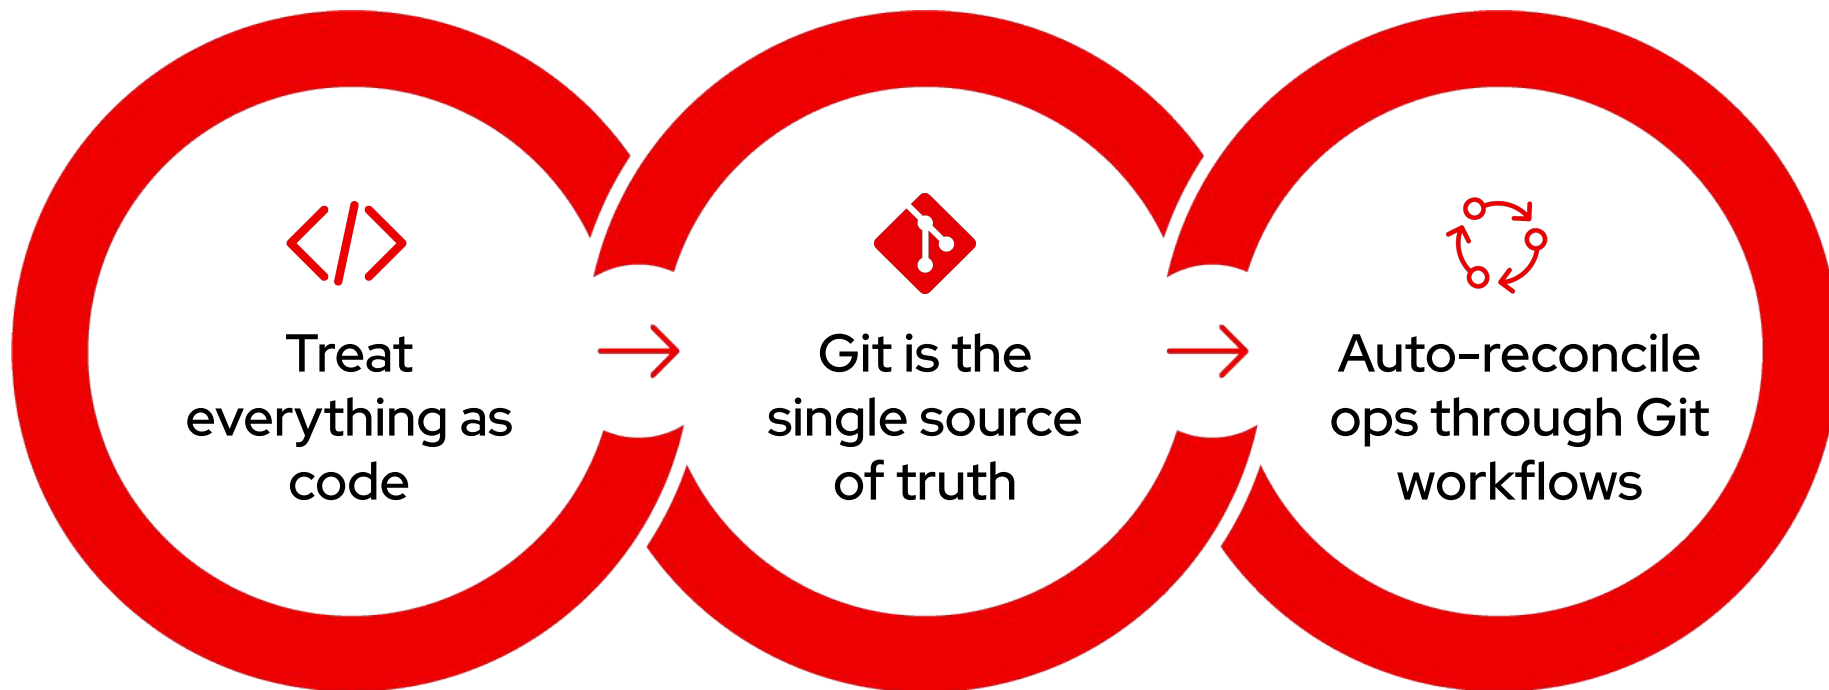 Treat
everything as
code
Git is the
single source
of truth
Auto-reconcile
ops through Git
workflows